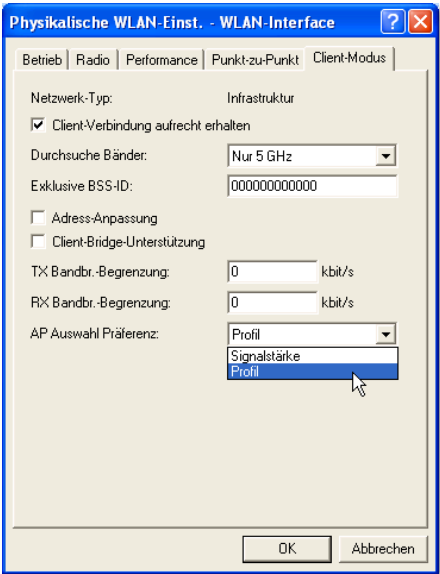 Physikalische WLAN-Einst. - WLAN-Interface
Betrieb Radio Performance Punkt-zu-Punkt Client-Modus
Netzwerk-Typ: Infrastruktur
Client-Verbindung aufrecht erhalten
Durchsuche Bänder: Nur 5 GHz
Exklusive BSS-ID: 000000000000
Adress-Anpassung
Client-Bridge-Unterstützung
TX Bandbr.-Begrenzung: 0 kbit/s
RX Bandbr.-Begrenzung: 0 kbit/s
AP Auswahl Präferenz: Profil
Signalstärke
Profil
OK Abbrechen